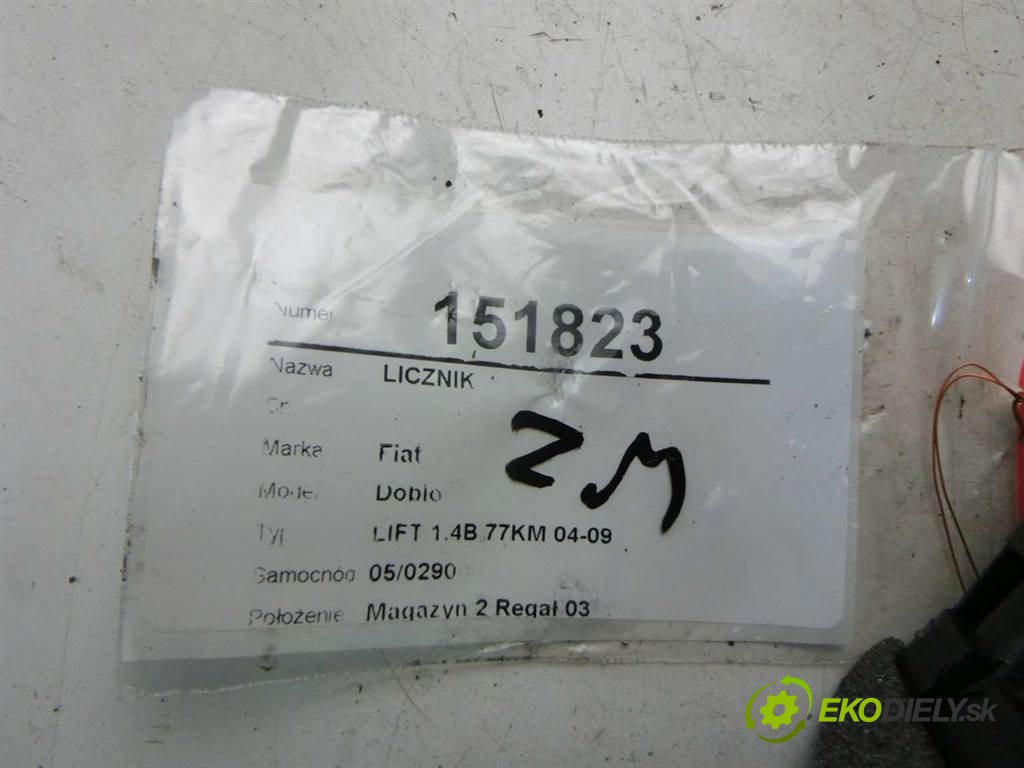 Numer 151823
Nazwa LICZNIK
Marka Fiat
ZM
Model Doblo
Typ LIFT 1.4B 77KM 04-09
Samochód 05/0290
Położenie Magazyn 2 Regał 03
EKODIELY.sk